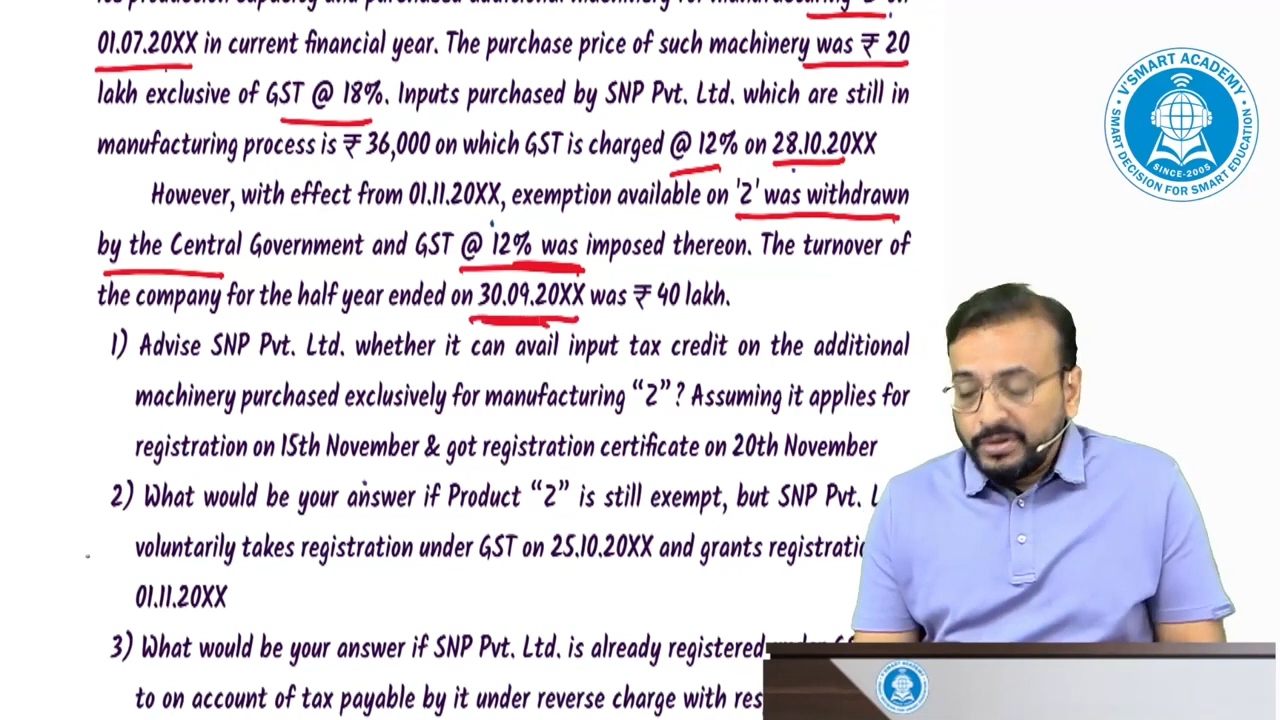 01.07.20XX in current financial year. The purchase price of such machinery was ₹ 20
lakh exclusive of GST @ 18%. Inputs purchased by SNP Pvt. Ltd. which are still in
manufacturing process is ₹ 36,000 on which GST is charged @ 12% on 28.10.20XX
However, with effect from 01.11.20XX, exemption available on 'Z' was withdrawn
by the Central Government and GST @ 12% was imposed thereon. The turnover of
the company for the half year ended on 30.09.20XX was ₹ 40 lakh.
1) Advise SNP Pvt. Ltd. whether it can avail input tax credit on the additional
machinery purchased exclusively for manufacturing “Z”? Assuming it applies for
registration on 15th November & got registration certificate on 20th November
2) What would be your answer if Product “Z” is still exempt, but SNP Pvt.
voluntarily takes registration under GST on 25.10.20XX and grants
01.11.20XX
3) What would be your answer if SNP Pvt. Ltd. is already registered
to on account of tax payable by it under reverse charge with
V'SMART ACADEMY
SINCE-2005
SMART DECISION FOR SMART EDUCATION